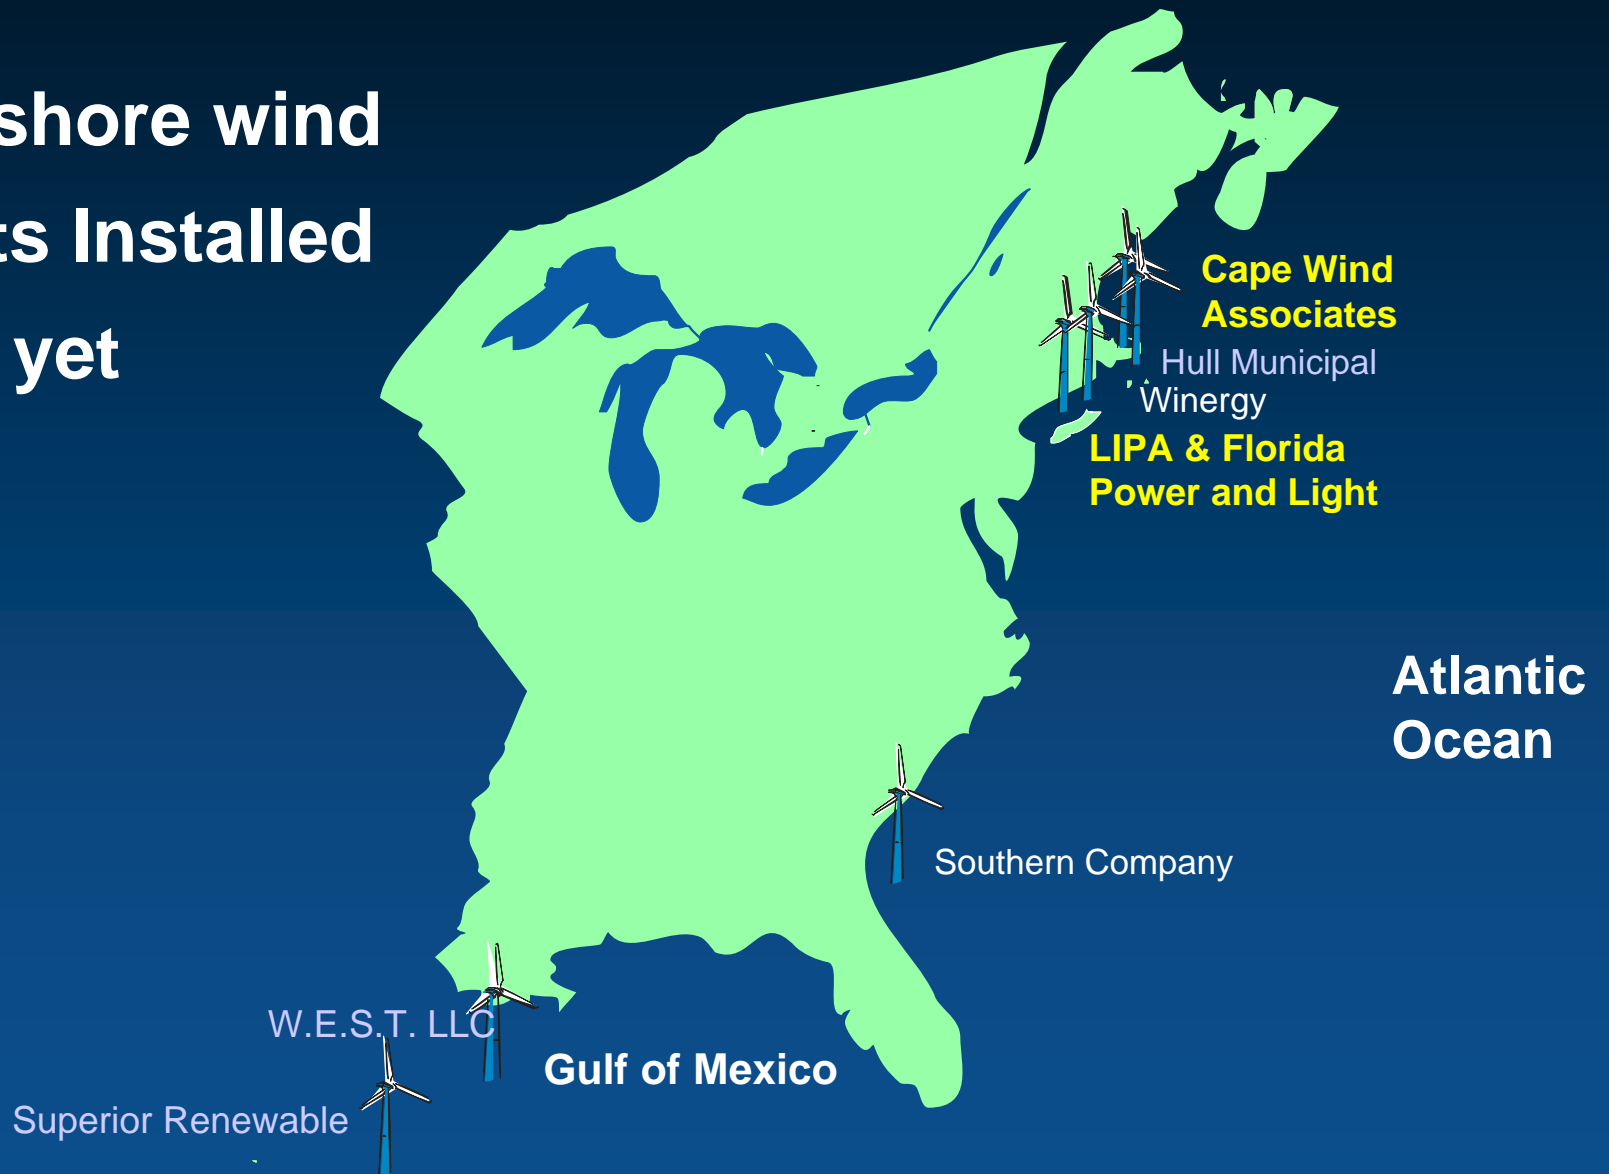 shore wind
ts Installed
yet
Cape Wind
Associates
Hull Municipal
Winergy
LIPA & Florida
Power and Light
Atlantic
Ocean
Southern Company
W.E.S.T. LLC
Gulf of Mexico
Superior Renewable